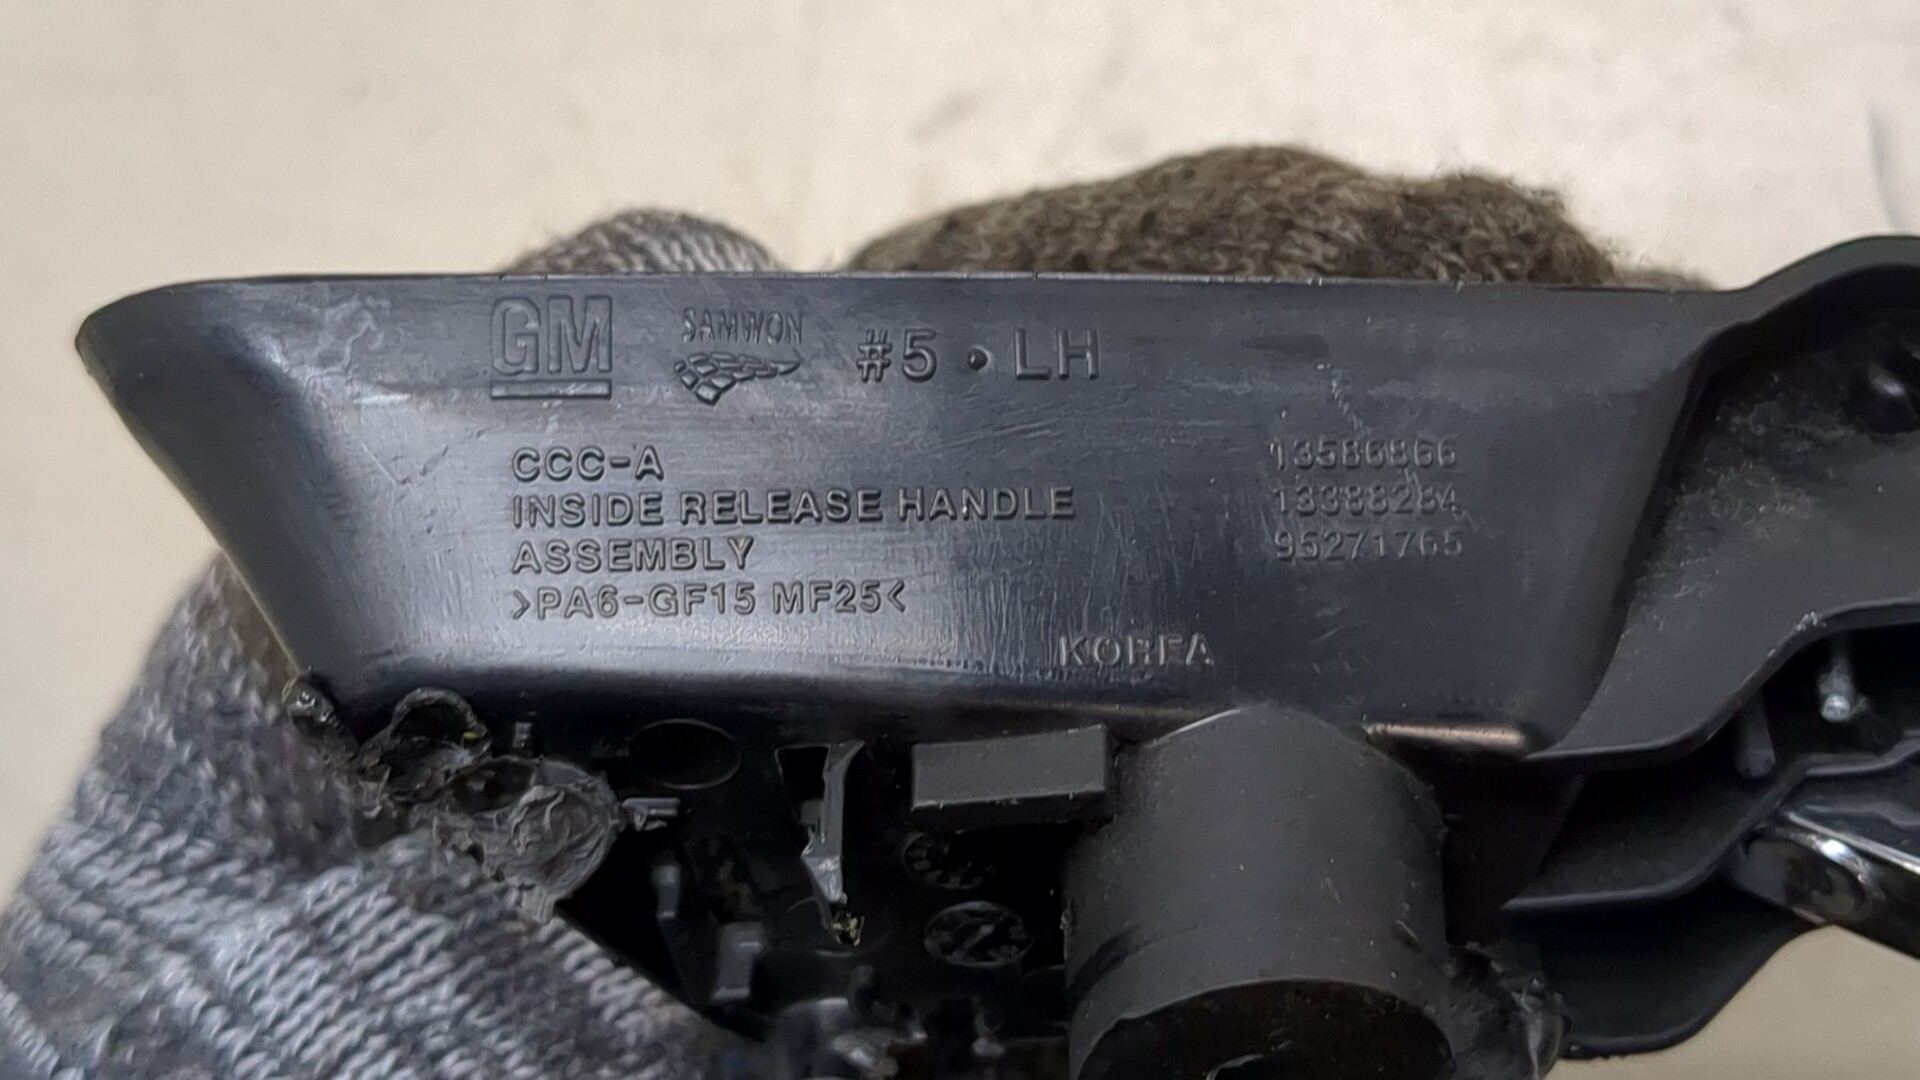 GM SAMWON #5 · LH
CCC-A
INSIDE RELEASE HANDLE
ASSEMBLY
>PA6-GF15 MF25<
13586866
13388284
95271765
KOREA